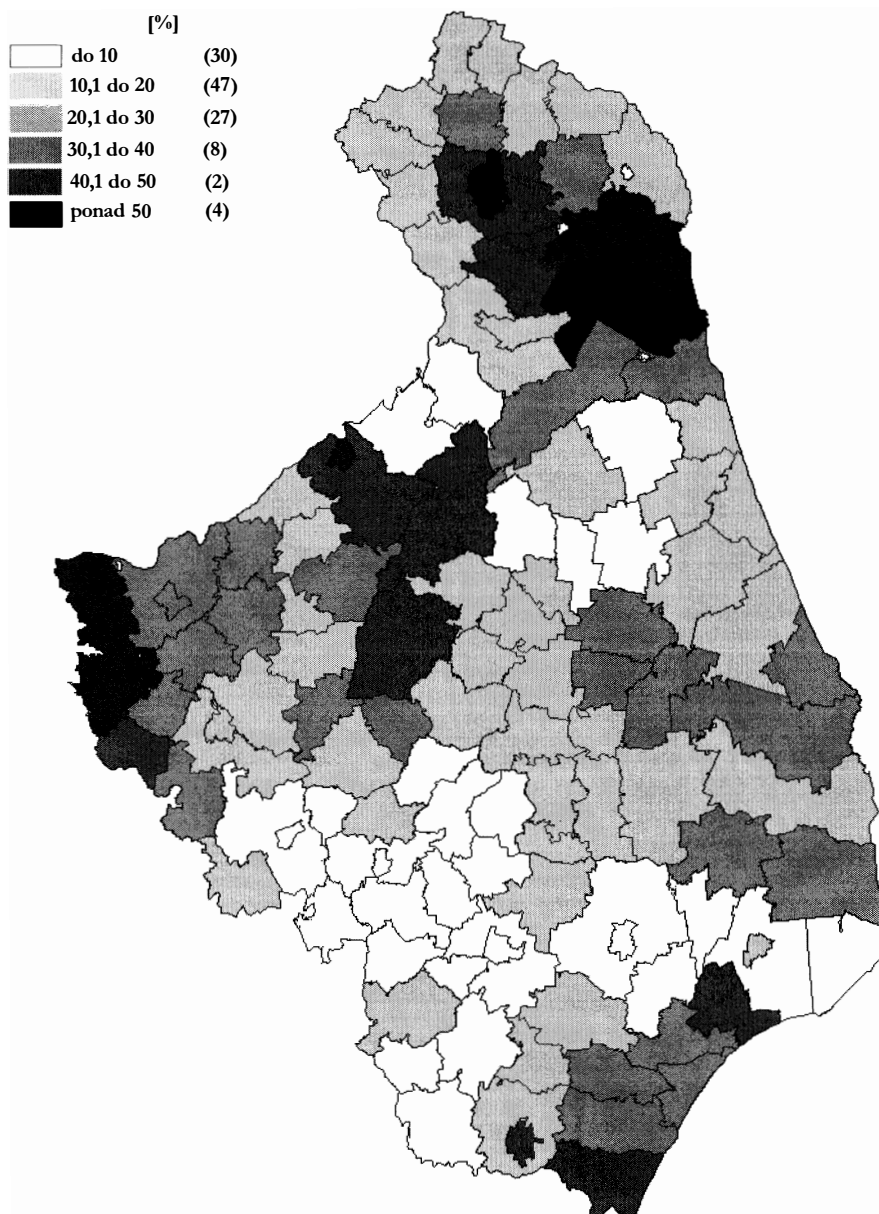 [%]
do 10 (30)
10,1 do 20 (47)
20,1 do 30 (27)
30,1 do 40 (8)
40,1 do 50 (2)
ponad 50 (4)